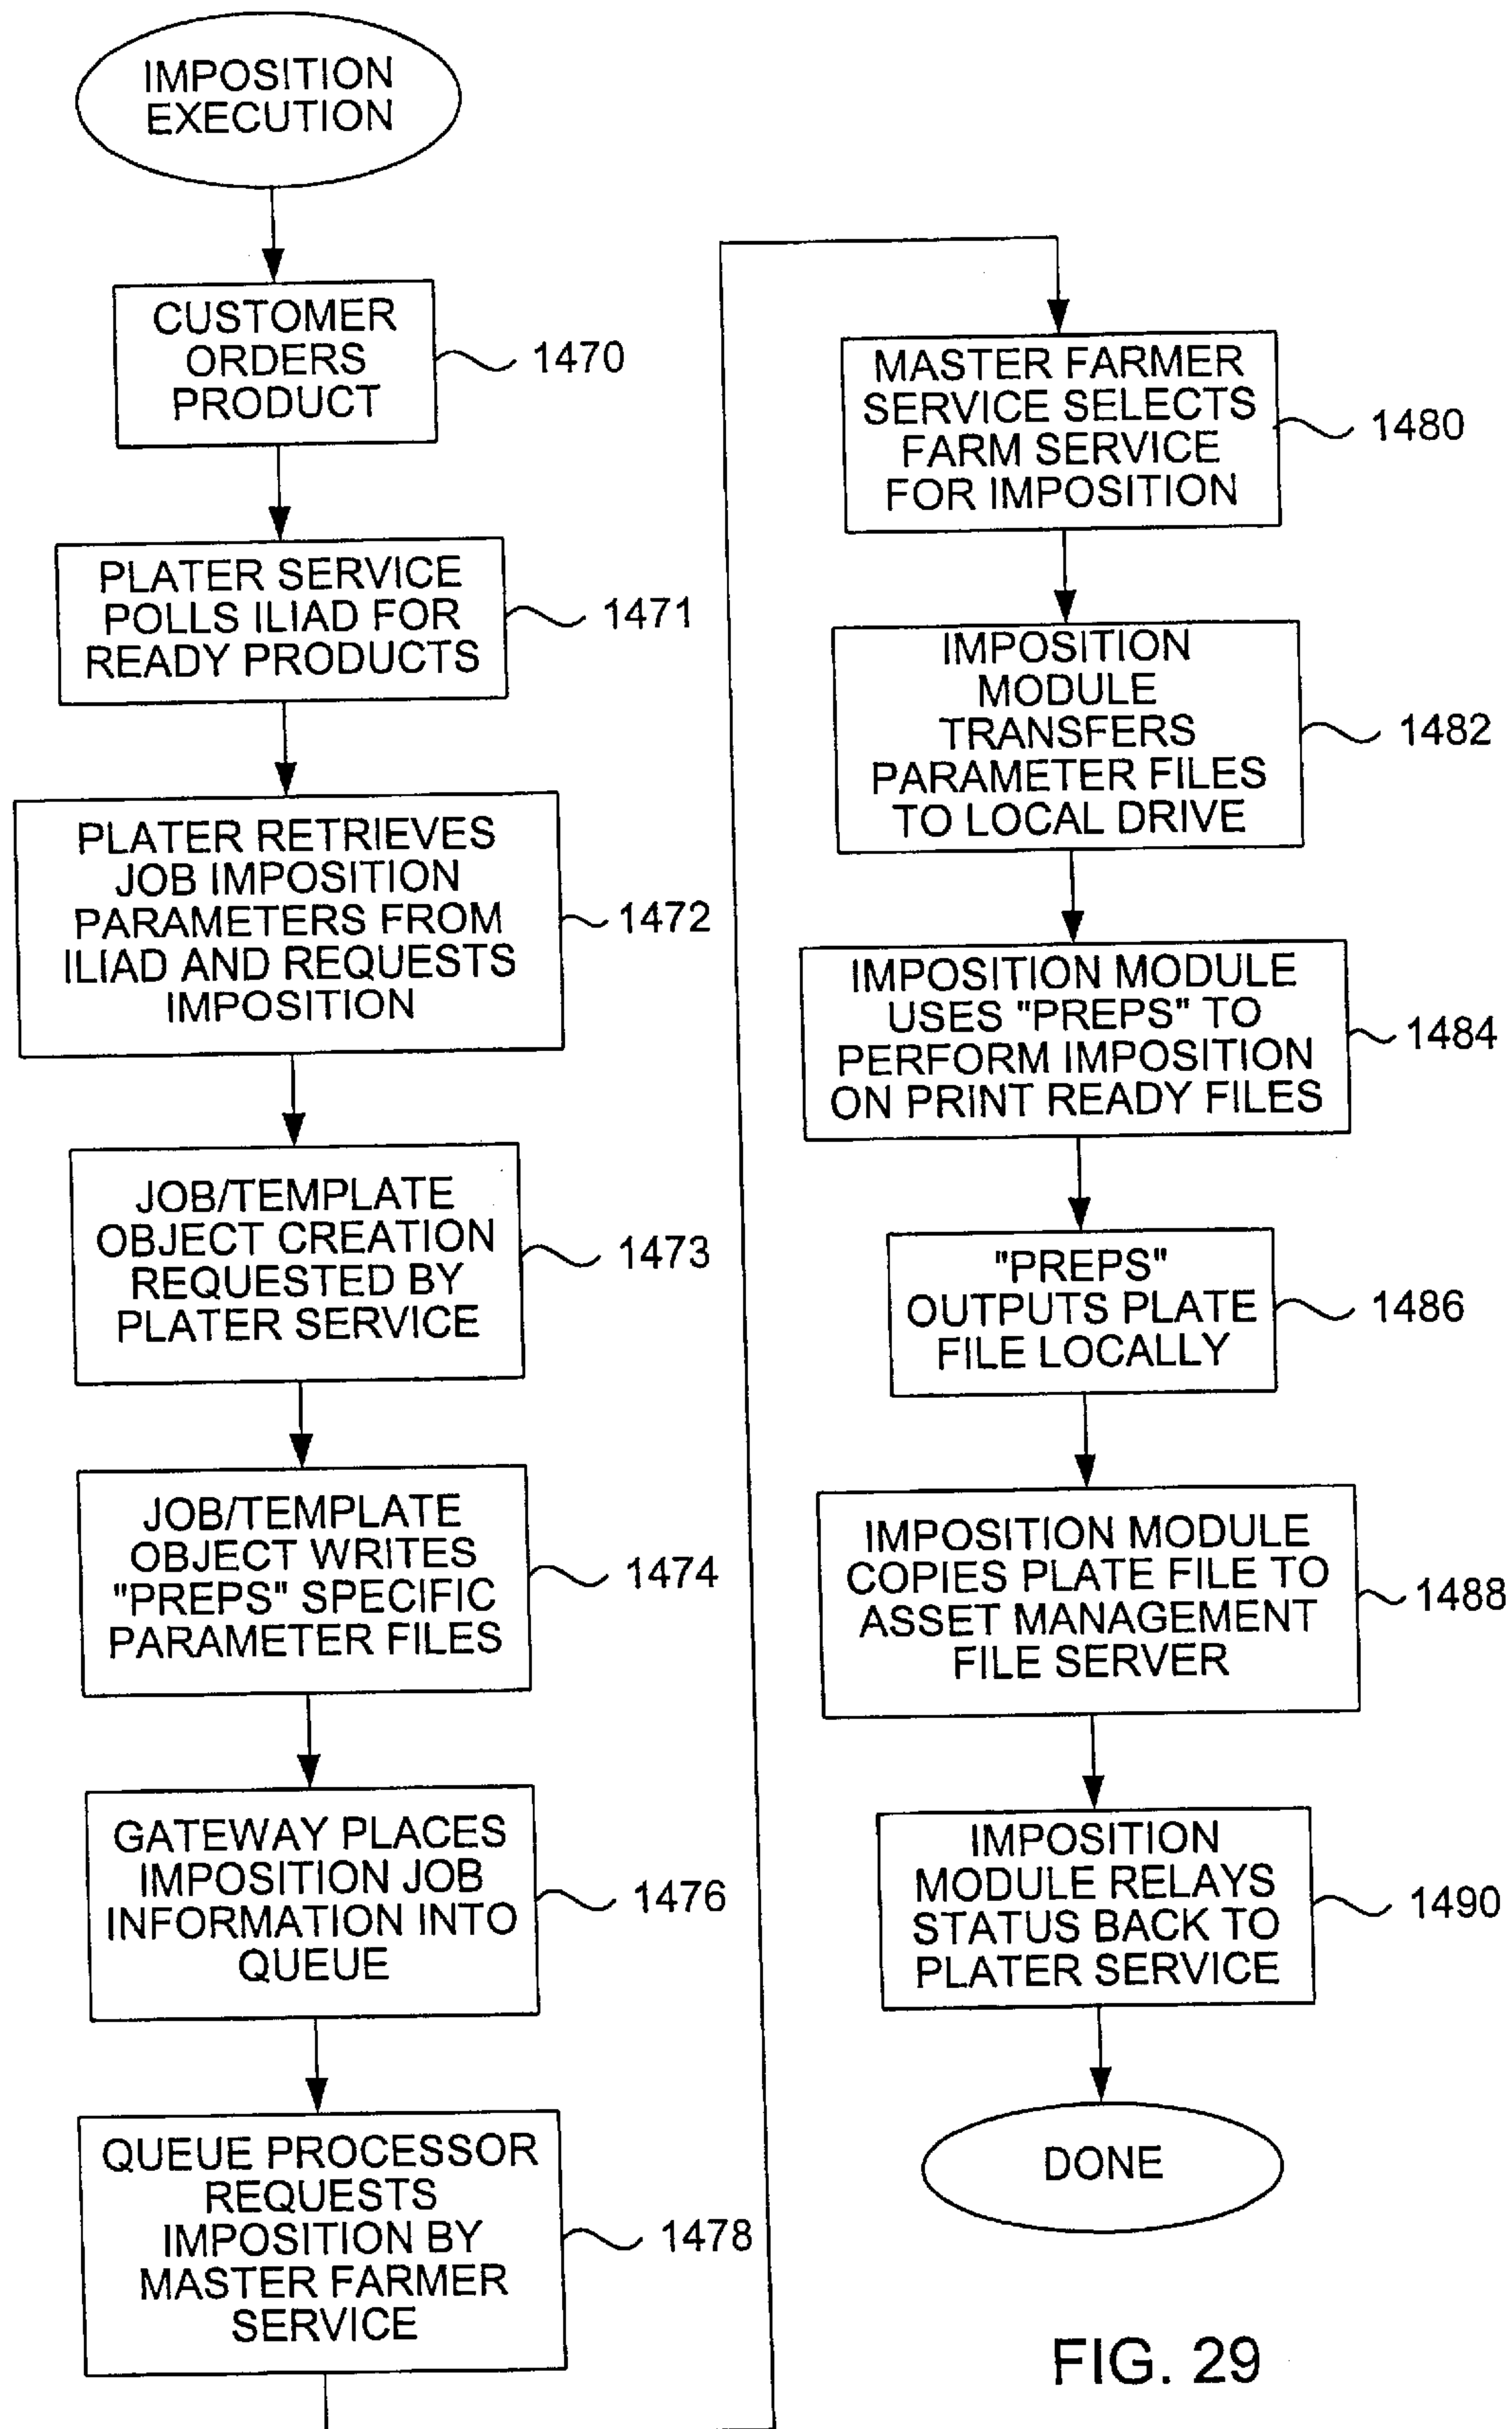 IMPOSITION
EXECUTION
CUSTOMER
ORDERS
PRODUCT
1470
PLATER SERVICE
POLLS ILIAD FOR
READY PRODUCTS
1471
PLATER RETRIEVES
JOB IMPOSITION
PARAMETERS FROM
ILIAD AND REQUESTS
IMPOSITION
1472
JOB/TEMPLATE
OBJECT CREATION
REQUESTED BY
PLATER SERVICE
1473
JOB/TEMPLATE
OBJECT WRITES
"PREPS" SPECIFIC
PARAMETER FILES
1474
GATEWAY PLACES
IMPOSITION JOB
INFORMATION INTO
QUEUE
1476
QUEUE PROCESSOR
REQUESTS
IMPOSITION BY
MASTER FARMER
SERVICE
1478
MASTER FARMER
SERVICE SELECTS
FARM SERVICE
FOR IMPOSITION
1480
IMPOSITION
MODULE
TRANSFERS
PARAMETER FILES
TO LOCAL DRIVE
1482
IMPOSITION MODULE
USES "PREPS" TO
PERFORM IMPOSITION
ON PRINT READY FILES
1484
"PREPS"
OUTPUTS PLATE
FILE LOCALLY
1486
IMPOSITION MODULE
COPIES PLATE FILE TO
ASSET MANAGEMENT
FILE SERVER
1488
IMPOSITION
MODULE RELAYS
STATUS BACK TO
PLATER SERVICE
1490
DONE
FIG. 29